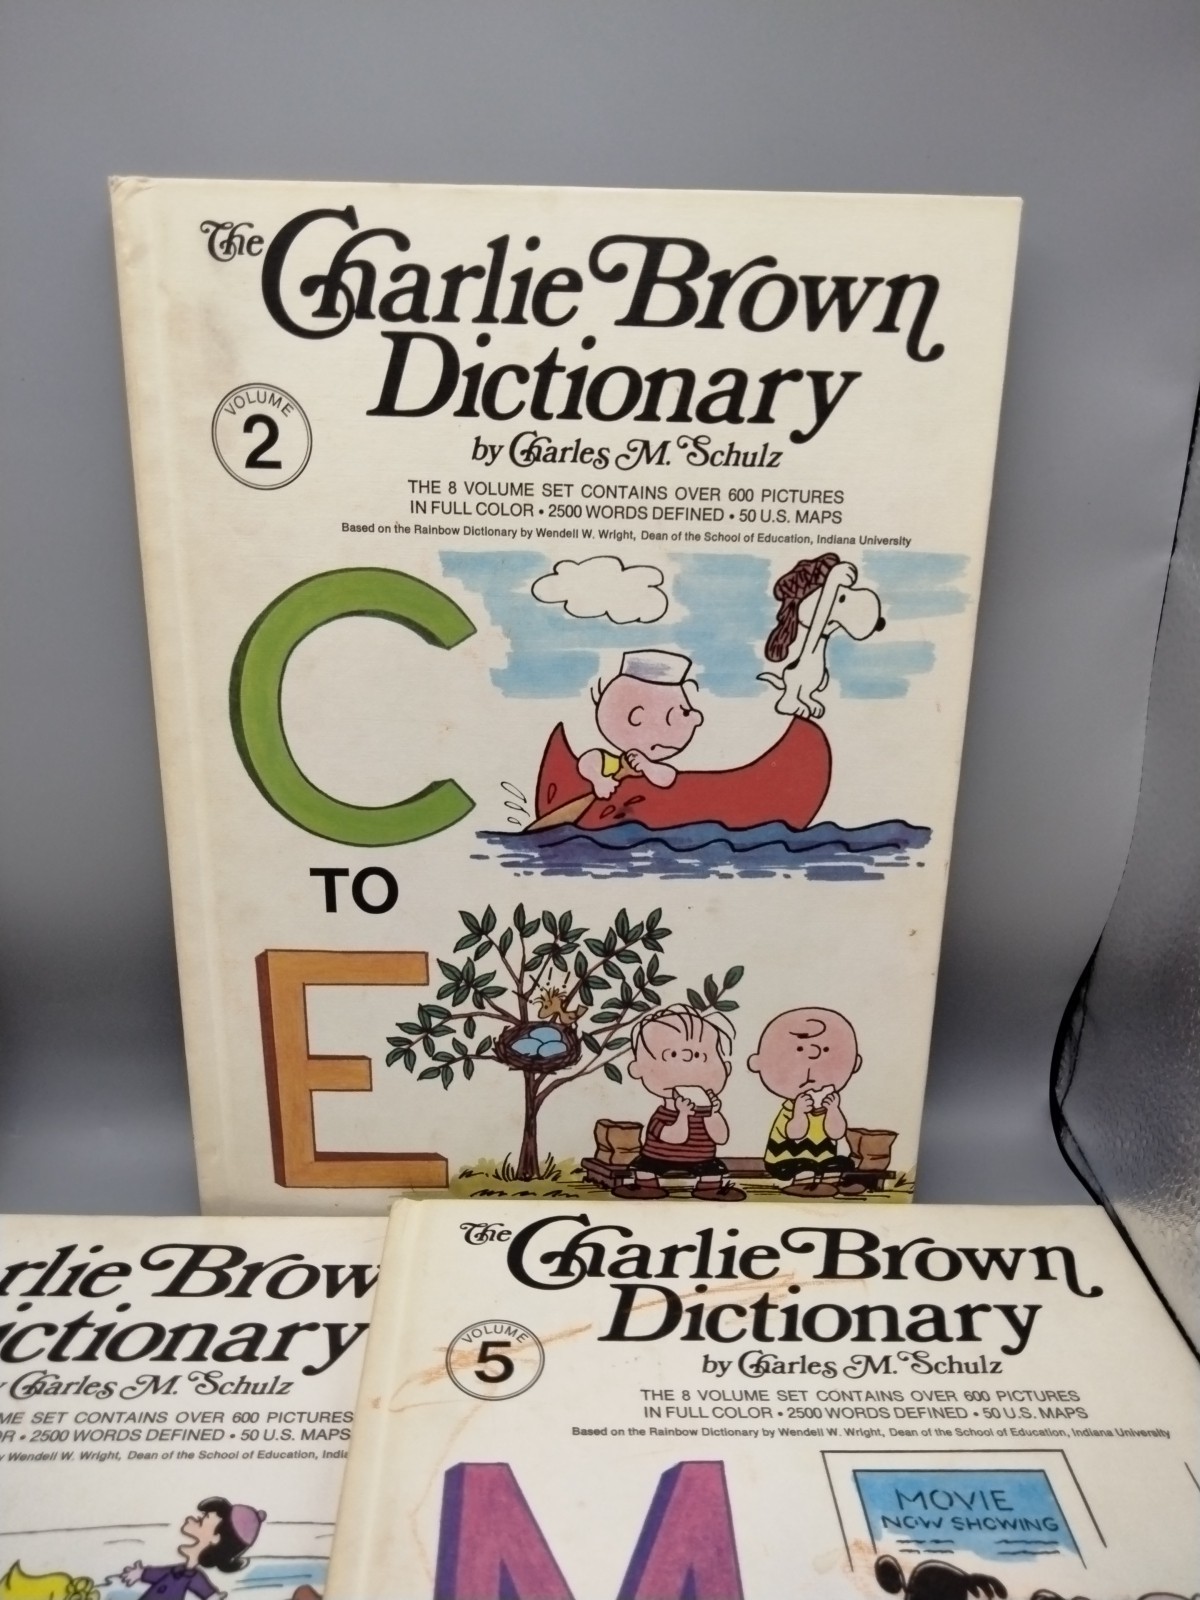 The Charlie Brown
Dictionary
VOLUME
2
by Charles M. Schulz
THE 8 VOLUME SET CONTAINS OVER 600 PICTURES
IN FULL COLOR • 2500 WORDS DEFINED • 50 U.S. MAPS
Based on the Rainbow Dictionary by Wendell W. Wright, Dean of the School of Education, Indiana University
C
TO
E
rlie Brow
ictionary
y Charles M. Schulz
ME SET CONTAINS OVER 600 PICTURES
OR • 2500 WORDS DEFINED • 50 U.S. MAPS
y Wendell W. Wright, Dean of the School of Education, India
The Charlie Brown
Dictionary
VOLUME
5
by Charles M. Schulz
THE 8 VOLUME SET CONTAINS OVER 600 PICTURES
IN FULL COLOR • 2500 WORDS DEFINED • 50 U.S. MAPS
Based on the Rainbow Dictionary by Wendell W. Wright, Dean of the School of Education, Indiana University
M
MOVIE
NOW SHOWING